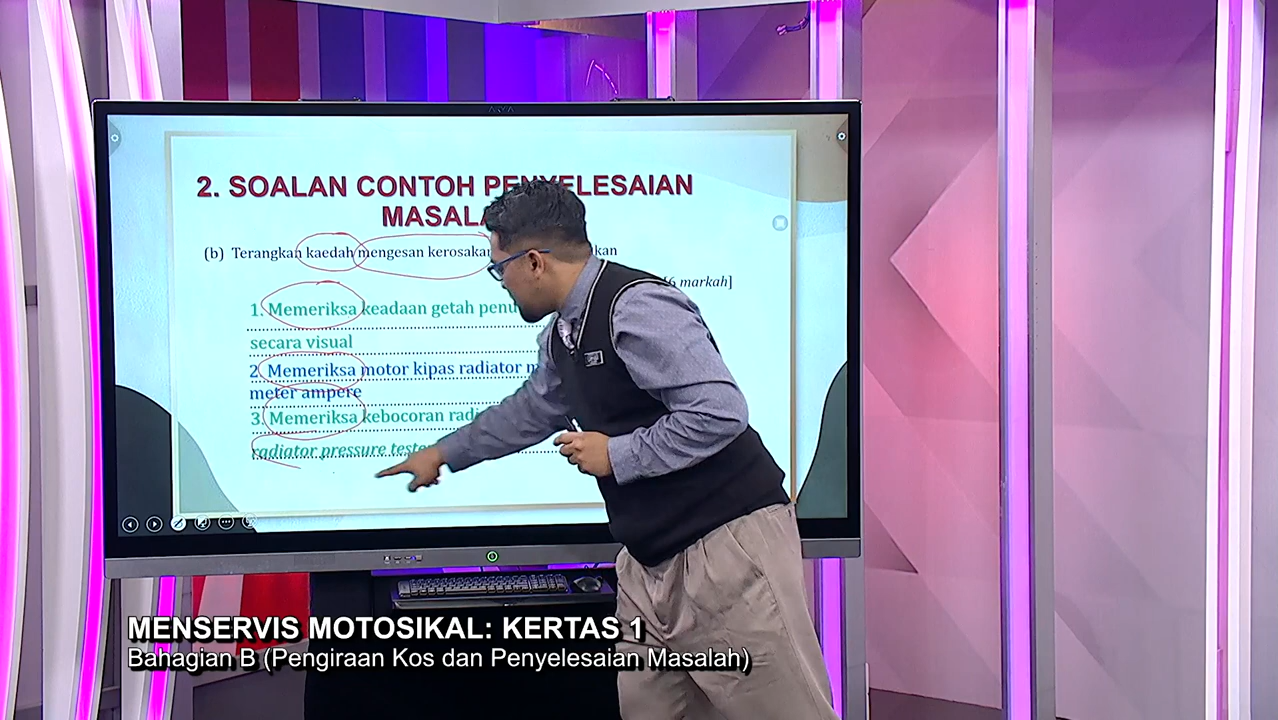 2. SOALAN CONTOH PENYELESAIAN
MASALA
(b) Terangkan kaedah mengesan kerosakan
[6 markah]
1. Memeriksa keadaan getah penu
secara visual
2. Memeriksa motor kipas radiator m
meter ampere
3. Memeriksa kebocoran radi
radiator pressure tester
MENSERVIS MOTOSIKAL: KERTAS 1
Bahagian B (Pengiraan Kos dan Penyelesaian Masalah)